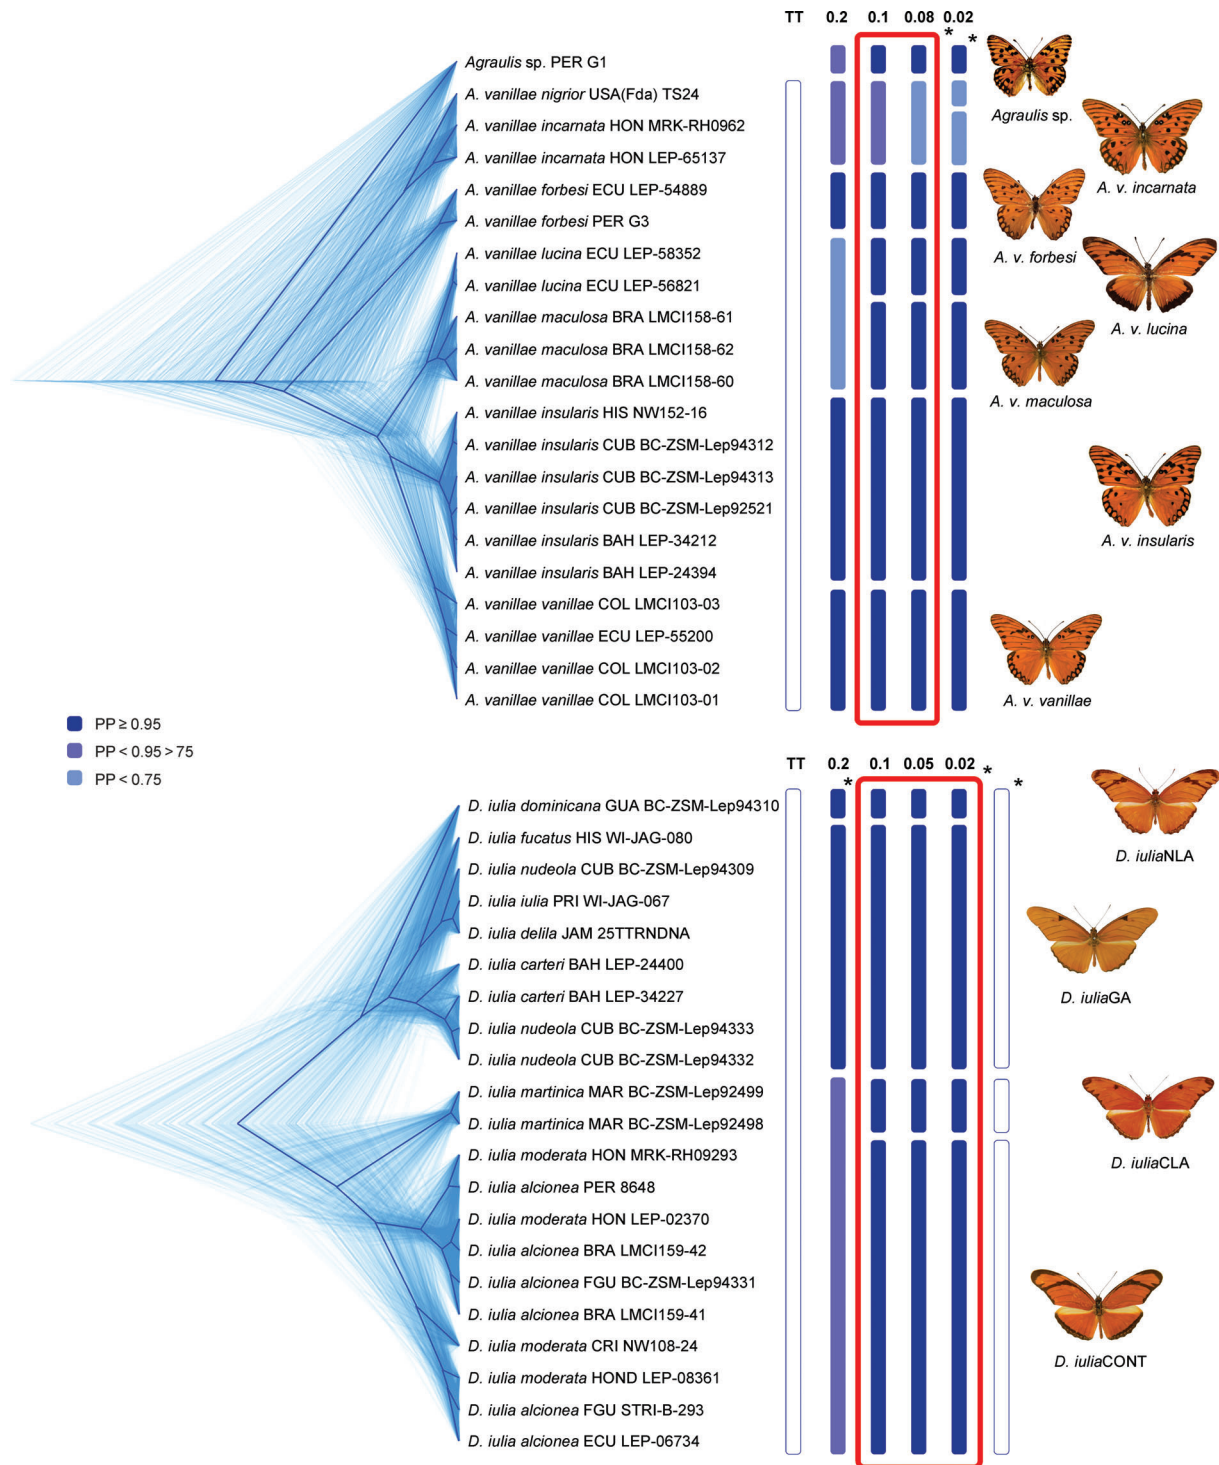 TT 0.2 0.1 0.08 0.02
* *
Agraulis sp. PER G1
A. vanillae nigrior USA(Fda) TS24
A. vanillae incarnata HON MRK-RH0962
A. vanillae incarnata HON LEP-65137
A. vanillae forbesi ECU LEP-54889
A. vanillae forbesi PER G3
A. vanillae lucina ECU LEP-58352
A. vanillae lucina ECU LEP-56821
A. vanillae maculosa BRA LMCI158-61
A. vanillae maculosa BRA LMCI158-62
A. vanillae maculosa BRA LMCI158-60
A. vanillae insularis HIS NW152-16
A. vanillae insularis CUB BC-ZSM-Lep94312
A. vanillae insularis CUB BC-ZSM-Lep94313
A. vanillae insularis CUB BC-ZSM-Lep92521
A. vanillae insularis BAH LEP-34212
A. vanillae insularis BAH LEP-24394
A. vanillae vanillae COL LMCI103-03
A. vanillae vanillae ECU LEP-55200
A. vanillae vanillae COL LMCI103-02
A. vanillae vanillae COL LMCI103-01
Agraulis sp.
A. v. incarnata
A. v. forbesi
A. v. lucina
A. v. maculosa
A. v. insularis
A. v. vanillae
PP ≥ 0.95
PP < 0.95 > 75
PP < 0.75
TT 0.2 0.1 0.05 0.02
* * *
D. iulia dominicana GUA BC-ZSM-Lep94310
D. iulia fucatus HIS WI-JAG-080
D. iulia nudeola CUB BC-ZSM-Lep94309
D. iulia iulia PRI WI-JAG-067
D. iulia delila JAM 25TTRNDNA
D. iulia carteri BAH LEP-24400
D. iulia carteri BAH LEP-34227
D. iulia nudeola CUB BC-ZSM-Lep94333
D. iulia nudeola CUB BC-ZSM-Lep94332
D. iulia martinica MAR BC-ZSM-Lep92499
D. iulia martinica MAR BC-ZSM-Lep92498
D. iulia moderata HON MRK-RH09293
D. iulia alcionea PER 8648
D. iulia moderata HON LEP-02370
D. iulia alcionea BRA LMCI159-42
D. iulia alcionea FGU BC-ZSM-Lep94331
D. iulia alcionea BRA LMCI159-41
D. iulia moderata CRI NW108-24
D. iulia moderata HOND LEP-08361
D. iulia alcionea FGU STRI-B-293
D. iulia alcionea ECU LEP-06734
D. iuliaNLA
D. iuliaGA
D. iuliaCLA
D. iuliaCONT